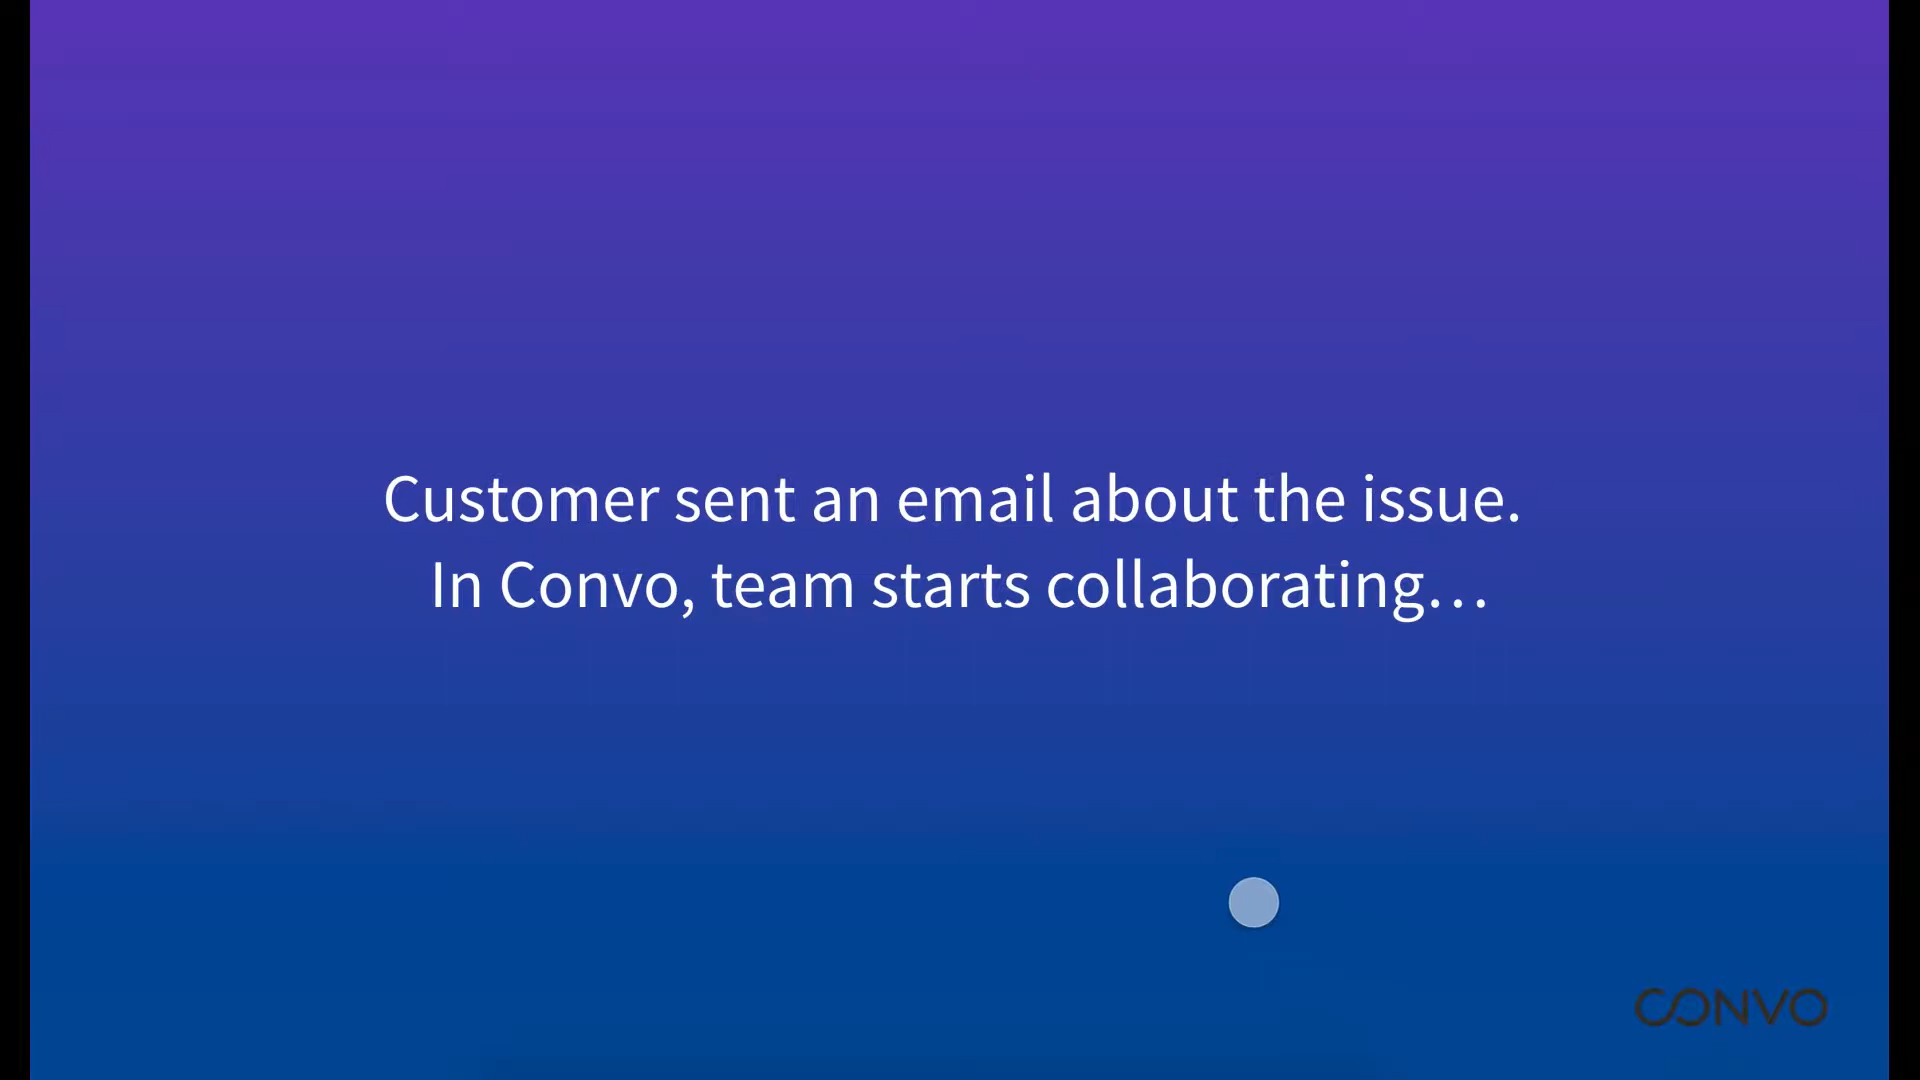 Customer sent an email about the issue.
In Convo, team starts collaborating…
CONVO